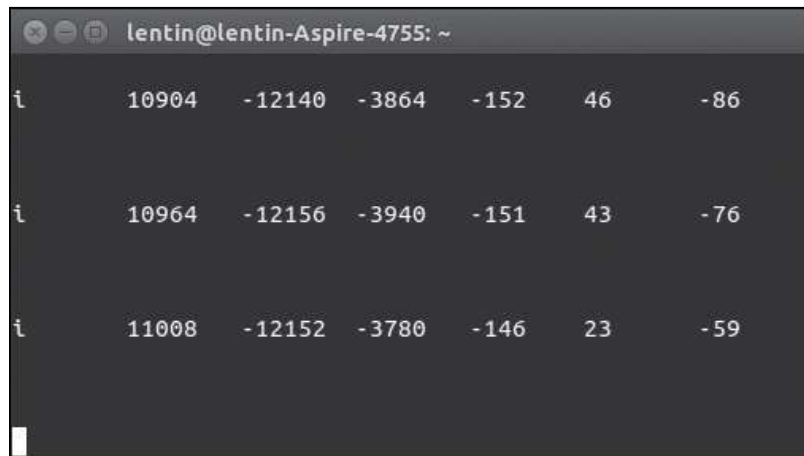 lentin@lentin-Aspire-4755: ~
i 10904 -12140 -3864 -152 46 -86
i 10964 -12156 -3940 -151 43 -76
i 11008 -12152 -3780 -146 23 -59